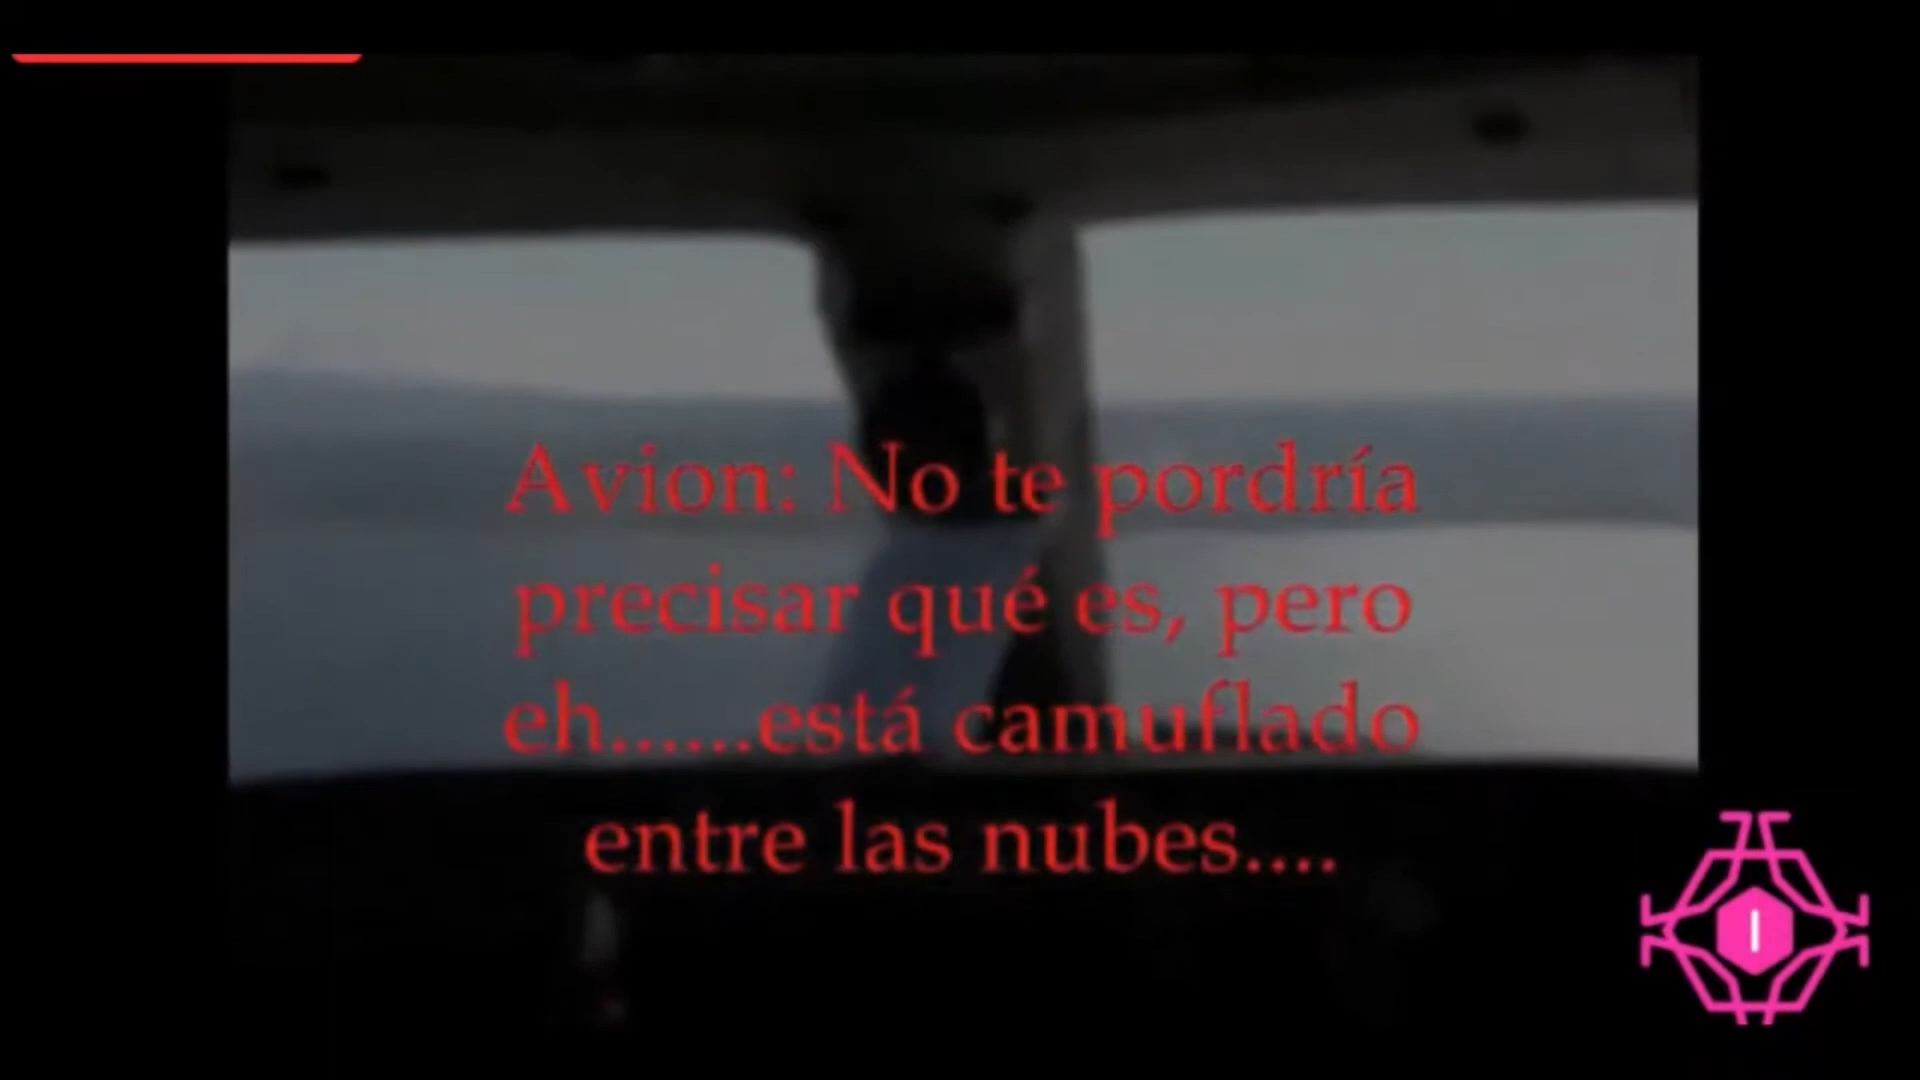 Avion: No te pordría
precisar qué es, pero
eh......está camuflado
entre las nubes....